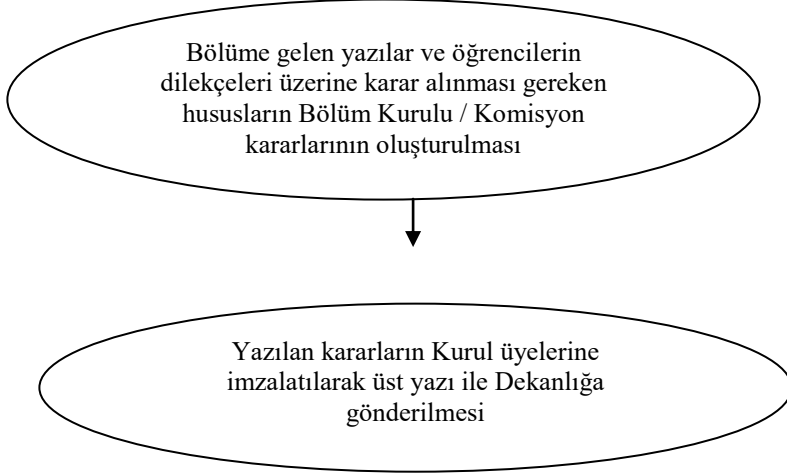 Bölüme gelen yazılar ve öğrencilerin
dilekçeleri üzerine karar alınması gereken
hususların Bölüm Kurulu / Komisyon
kararlarının oluşturulması
Yazılan kararların Kurul üyelerine
imzalatılarak üst yazı ile Dekanlığa
gönderilmesi